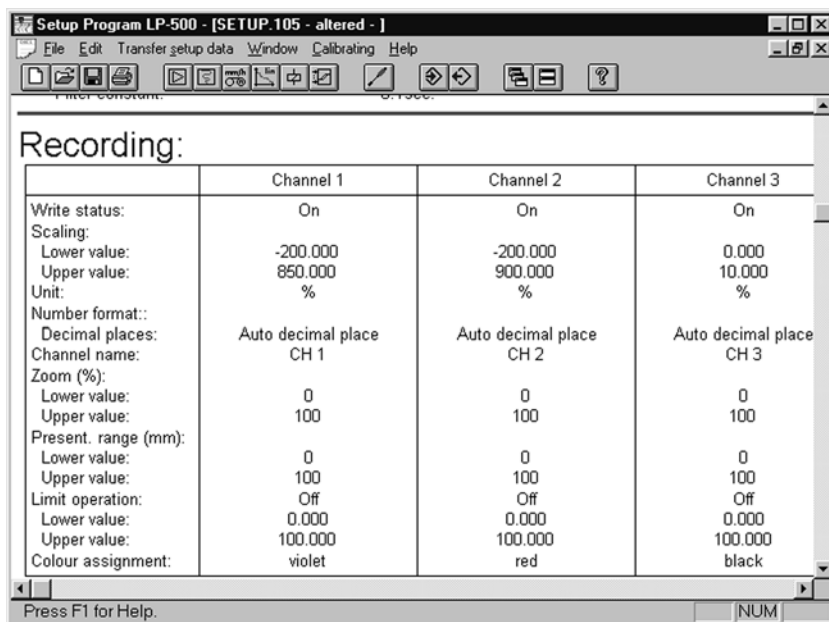 Setup Program LP-500 - [SETUP.105 - altered - ]
File Edit Transfer setup data Window Calibrating Help
Filter constant: 0.1sec.
Recording:
Channel 1 Channel 2 Channel 3
Write status: On On On
Scaling:
Lower value: -200.000 -200.000 0.000
Upper value: 850.000 900.000 10.000
Unit: % % %
Number format::
Decimal places: Auto decimal place Auto decimal place Auto decimal place
Channel name: CH 1 CH 2 CH 3
Zoom (%):
Lower value: 0 0 0
Upper value: 100 100 100
Present. range (mm):
Lower value: 0 0 0
Upper value: 100 100 100
Limit operation: Off Off Off
Lower value: 0.000 0.000 0.000
Upper value: 100.000 100.000 100.000
Colour assignment: violet red black
Press F1 for Help. NUM